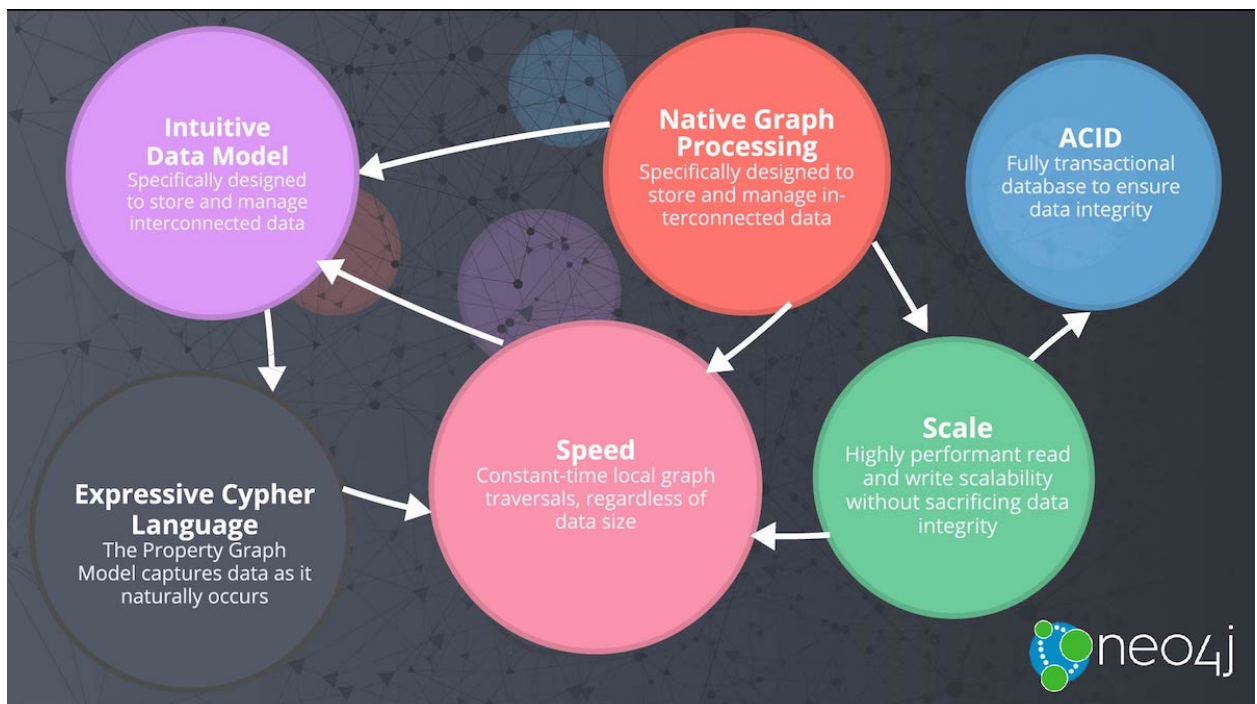 Intuitive
Data Model
Specifically designed
to store and manage
interconnected data
Native Graph
Processing
Specifically designed to
store and manage in-
terconnected data
ACID
Fully transactional
database to ensure
data integrity
Expressive Cypher
Language
The Property Graph
Model captures data as it
naturally occurs
Speed
Constant-time local graph
traversals, regardless of
data size
Scale
Highly performant read
and write scalability
without sacrificing data
integrity
neo4j